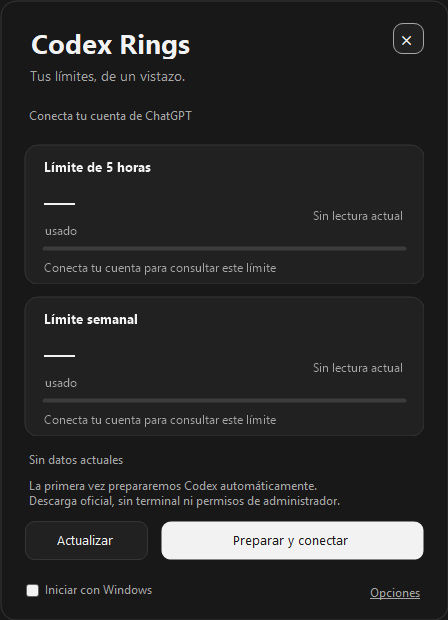 Codex Rings
×
Tus límites, de un vistazo.
Conecta tu cuenta de ChatGPT
Límite de 5 horas
—
Sin lectura actual
usado
Conecta tu cuenta para consultar este límite
Límite semanal
—
Sin lectura actual
usado
Conecta tu cuenta para consultar este límite
Sin datos actuales
La primera vez prepararemos Codex automáticamente.
Descarga oficial, sin terminal ni permisos de administrador.
Actualizar
Preparar y conectar
Iniciar con Windows
Opciones